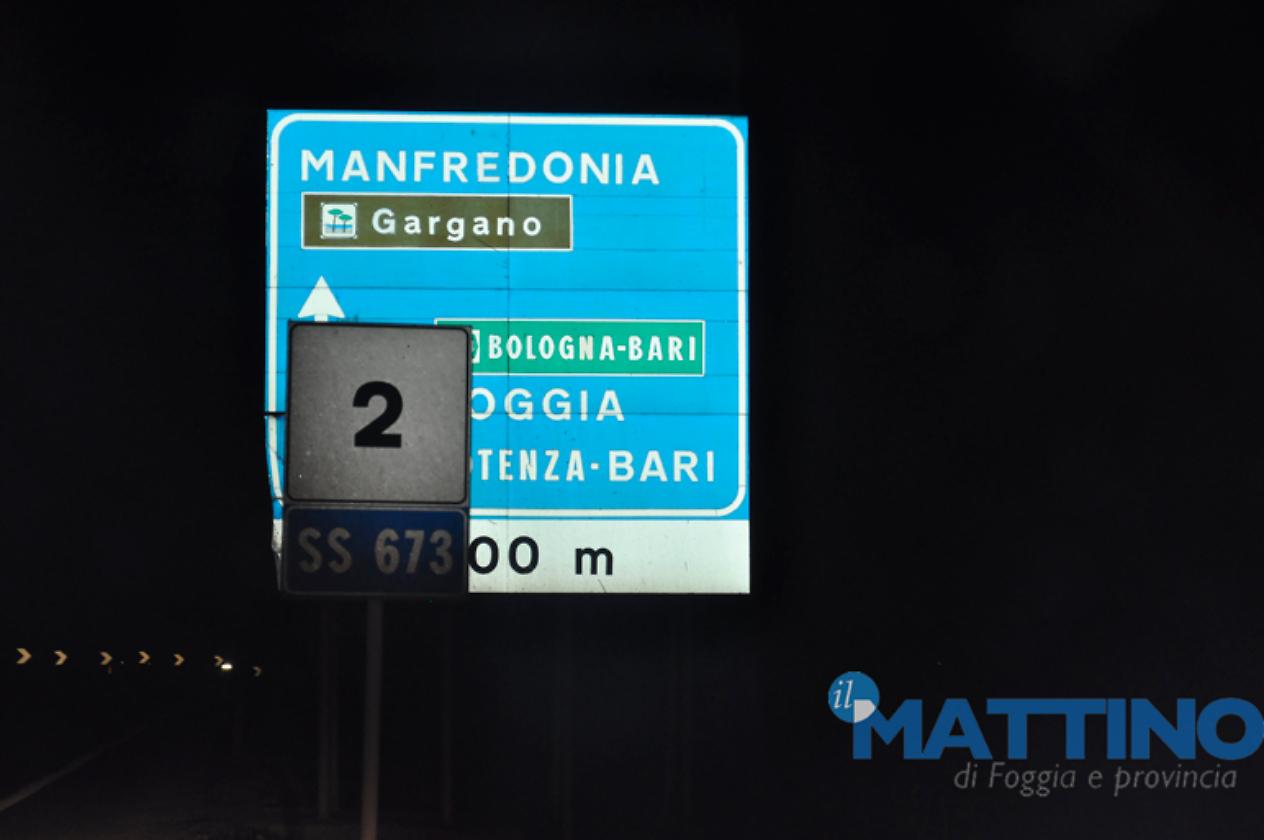 MANFREDONIA
Gargano
BOLOGNA-BARI
OGGIA
TENZA-BARI
2
SS 673
00 m
il MATTINO
di Foggia e provincia